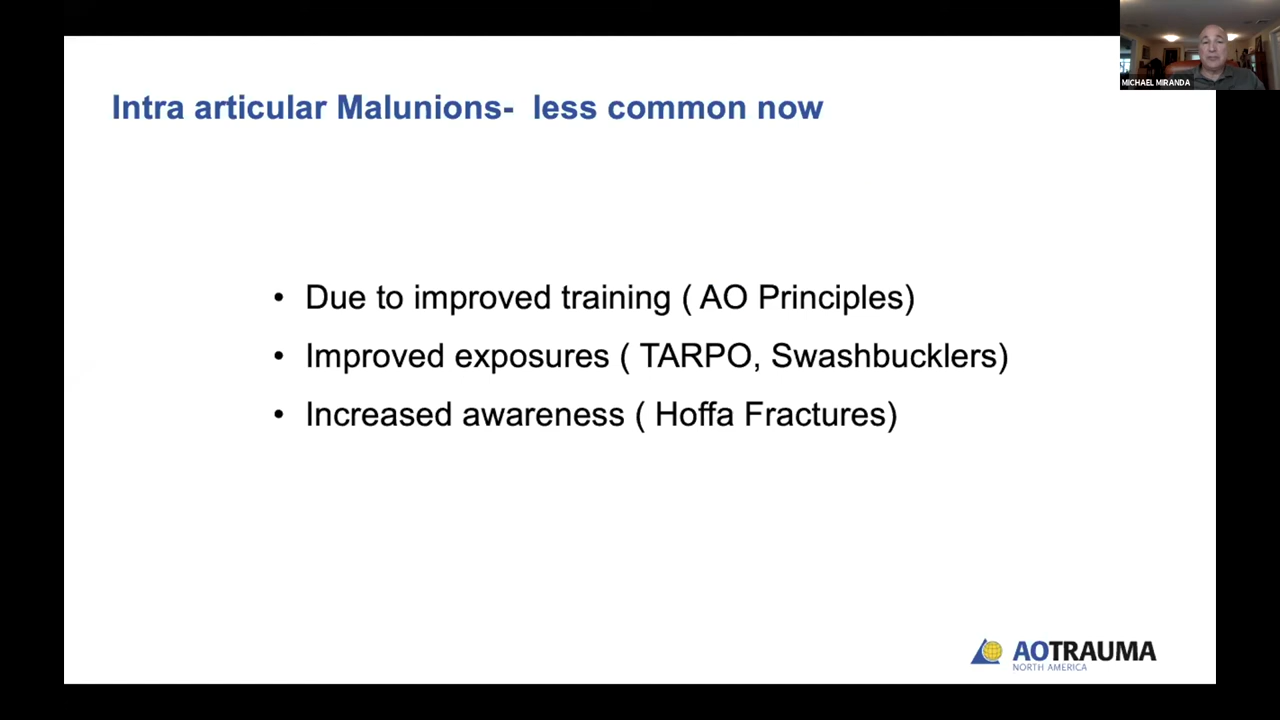 MICHAEL MIRANDA
Intra articular Malunions-  less common now
• Due to improved training ( AO Principles)
• Improved exposures ( TARPO, Swashbucklers)
• Increased awareness ( Hoffa Fractures)
AOTRAUMA
NORTH AMERICA